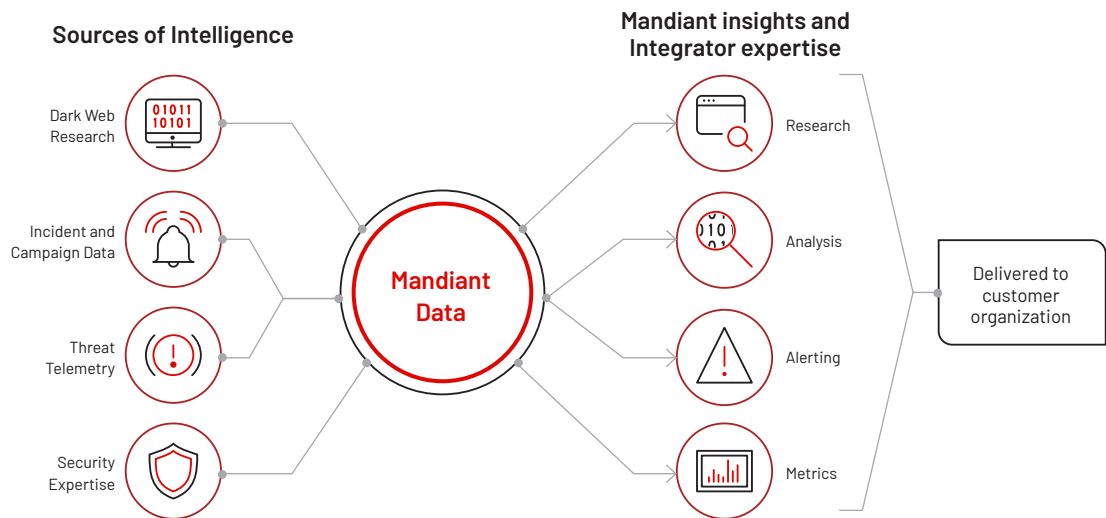 Sources of Intelligence
Dark Web
Research
01011
10101
Incident and
Campaign Data
Threat
Telemetry
Security
Expertise
Mandiant
Data
Mandiant insights and
Integrator expertise
Research
101
Analysis
Alerting
Metrics
Delivered to
customer
organization